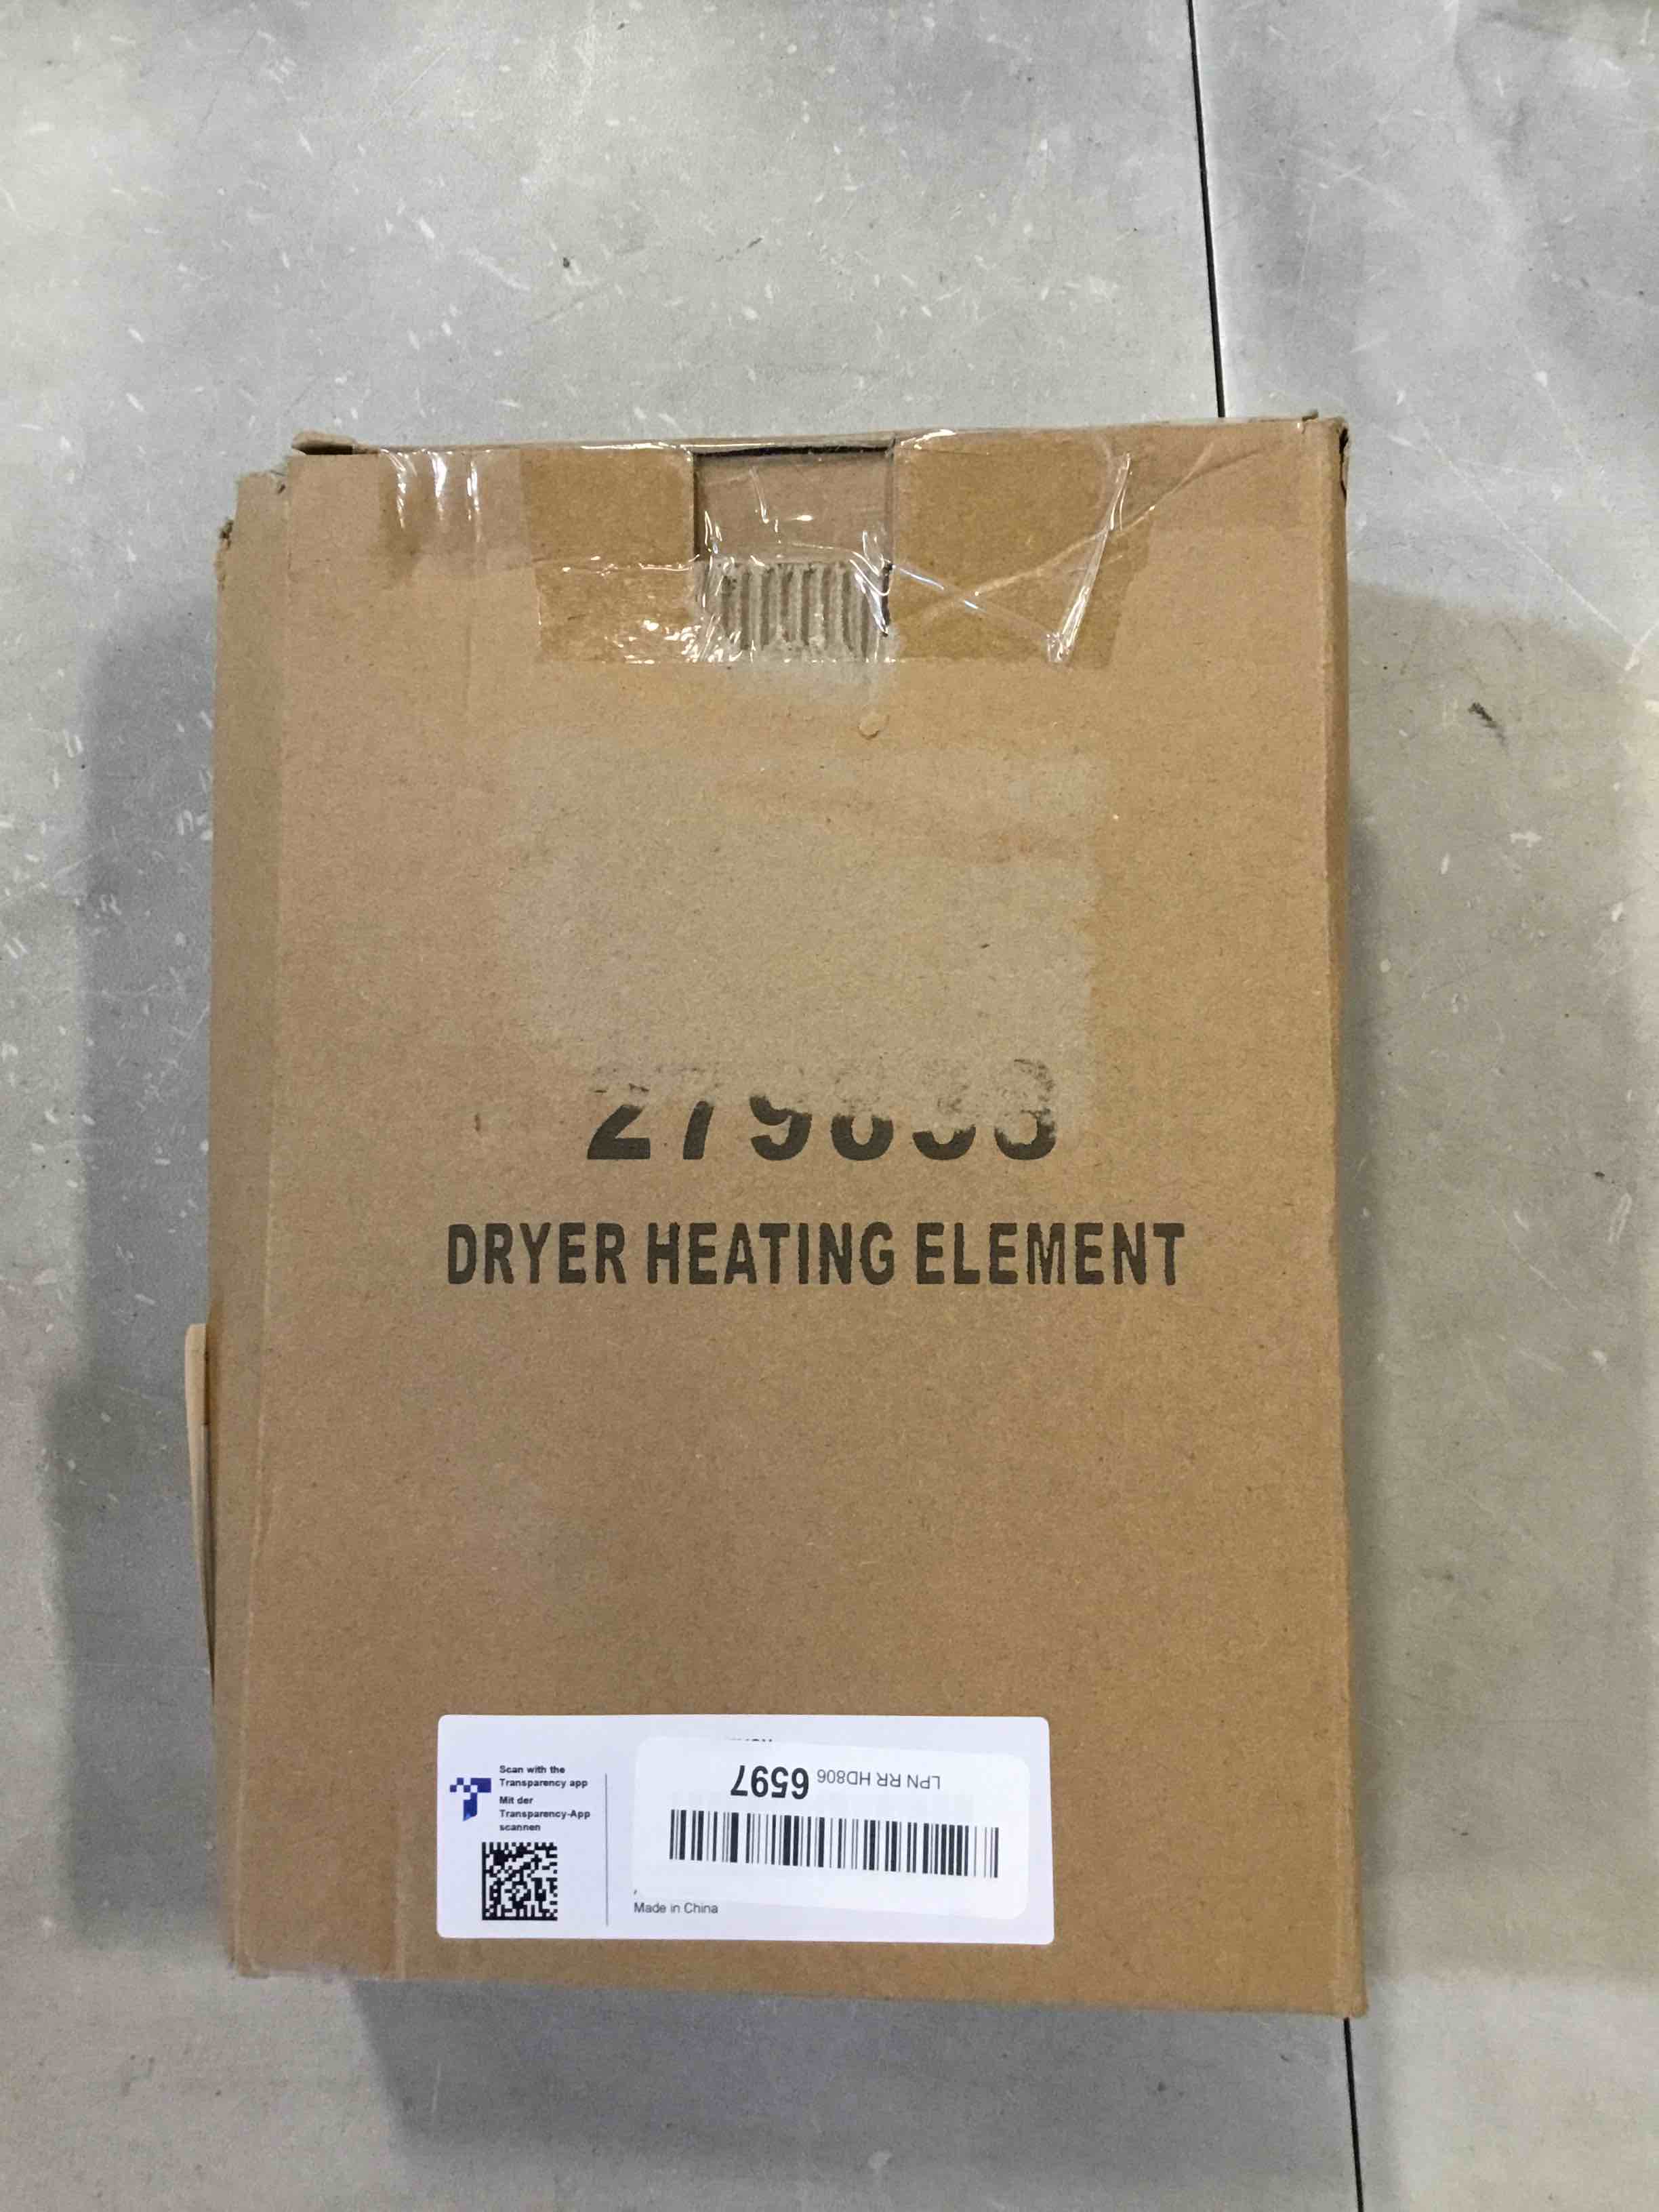 279838
DRYER HEATING ELEMENT
Scan with the
Transparency app
Mit der
Transparency-App
scannen
LPN RR HD806 6597
Made in China